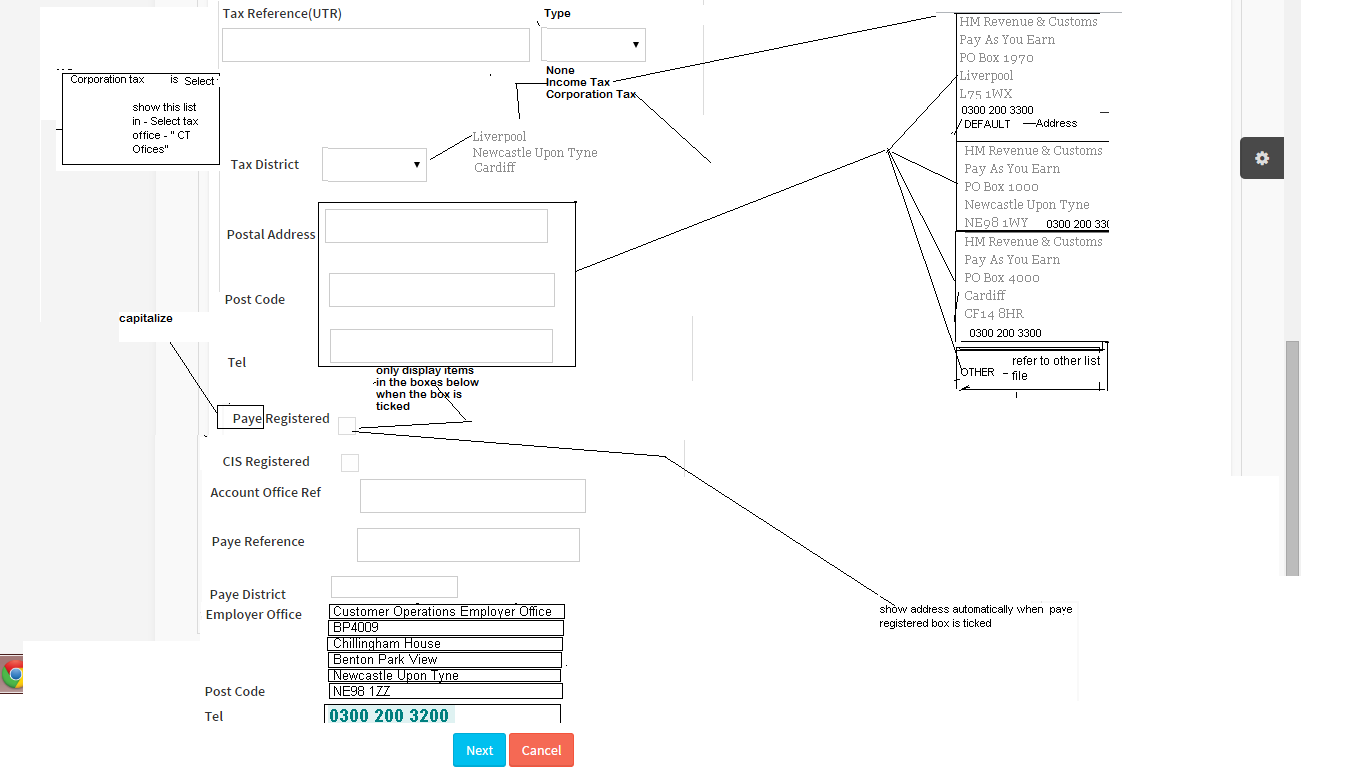 Tax Reference(UTR)
Type
None
Income Tax
Corporation Tax
Corporation tax is Select
show this list
in - Select tax
office - " CT
Ofices"
Tax District
Liverpool
Newcastle Upon Tyne
Cardiff
Postal Address
Post Code
Tel
HM Revenue & Customs
Pay As You Earn
PO Box 1970
Liverpool
L75 1WX
0300 200 3300
DEFAULT Address
HM Revenue & Customs
Pay As You Earn
PO Box 1000
Newcastle Upon Tyne
NE98 1WY 0300 200 330
HM Revenue & Customs
Pay As You Earn
PO Box 4000
Cardiff
CF14 8HR
0300 200 3300
OTHER - refer to other list
file
capitalize
only display items
in the boxes below
when the box is
ticked
Paye Registered
CIS Registered
Account Office Ref
Paye Reference
Paye District
Employer Office
Customer Operations Employer Office
BP4009
Chillingham House
Benton Park View
Newcastle Upon Tyne
Post Code
NE98 1ZZ
Tel
0300 200 3200
show address automatically when paye
registered box is ticked
Next
Cancel